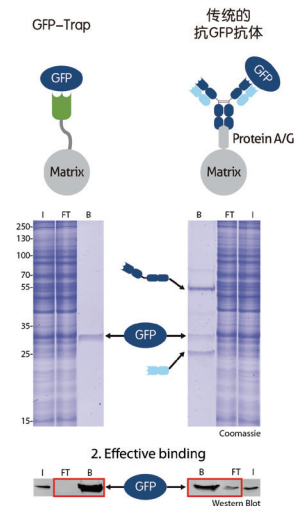 GFP-Trap
传统的
抗GFP抗体
GFP
GFP
Protein A/G
Matrix
Matrix
I FT B
B FT I
250-
130-
100-
70-
55-
35-
25-
15-
GFP
Coomassie
2. Effective binding
I FT B
GFP
B FT I
Western Blot